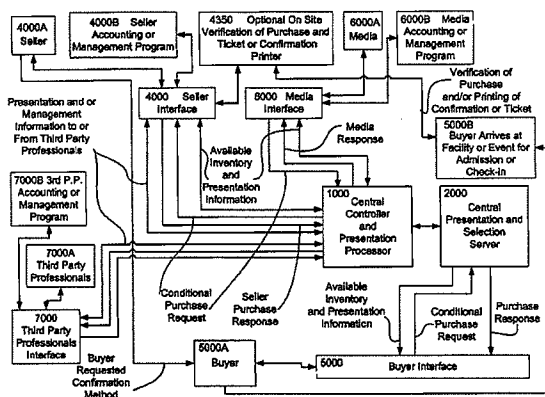 4000A
Seller
4000B Seller
Accounting or
Management Program
4350 Optional On Site
Verification of Purchase and
Ticket or Confirmation
Printer
6000A
Media
6000B Media
Accounting or
Management
Program
Verification of
Purchase
and/or Printing of
Confirmation or Ticket
4000 Seller
Interface
6000 Media
Interface
5000B
Buyer Arrives at
Facility or Event for
Admission or
Check-in
Presentation and or
Management
Information to or
From Third Party
Professionals
Available
Inventory
and
Presentation
Information
Media
Response
7000B 3rd P.P.
Accounting or
Management
Program
7000A
Third Party
Professionals
7000
Third Party
Professionals
Interface
1000
Central
Controller
and
Presentation
Processor
2000
Central
Presentation and
Selection
Server
Conditional
Purchase
Request
Seller
Purchase
Response
Available
Inventory
and Presentation
Information
Conditional
Purchase
Request
Purchase
Response
Buyer
Requested
Confirmation
Method
5000A
Buyer
5000
Buyer Interface